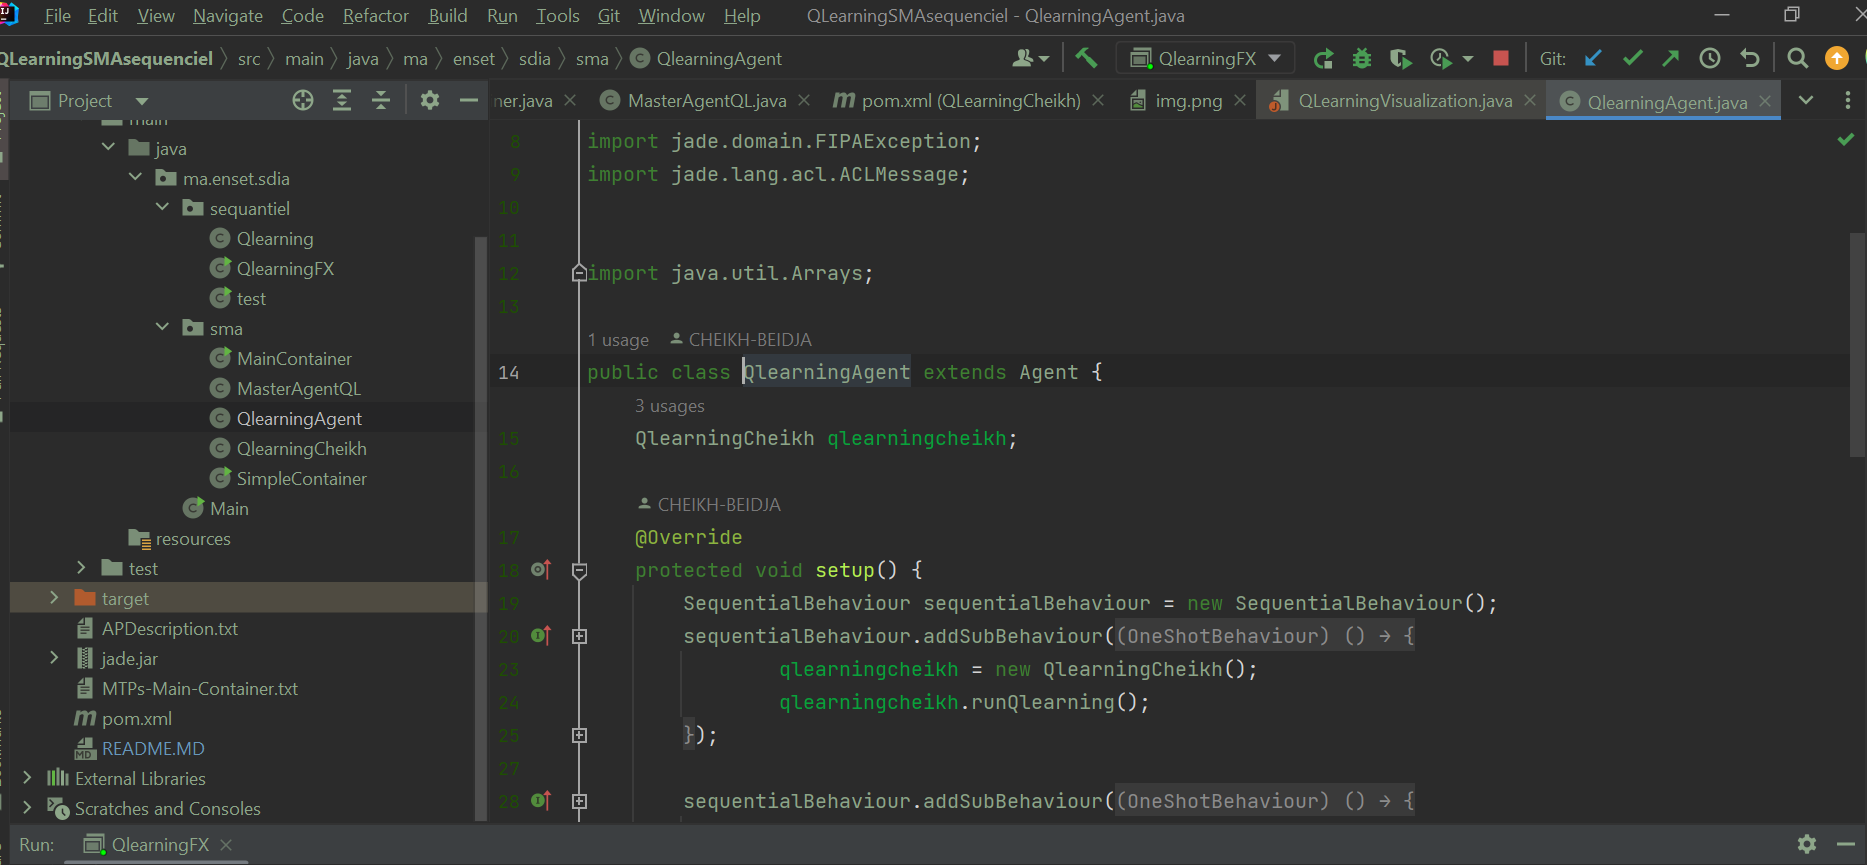 File Edit View Navigate Code Refactor Build Run Tools Git Window Help QLearningSMAsequenciel - QlearningAgent.java
QLearningSMAsequenciel src main java ma enset sdia sma QlearningAgent QlearningFX Git:
Project ner.java MasterAgentQL.java pom.xml (QLearningCheikh) img.png QLearningVisualization.java QlearningAgent.java
main
java
ma.enset.sdia
sequantiel
Qlearning
QlearningFX
test
sma
MainContainer
MasterAgentQL
QlearningAgent
QlearningCheikh
SimpleContainer
Main
resources
test
target
APDescription.txt
jade.jar
MTPs-Main-Container.txt
pom.xml
README.MD
External Libraries
Scratches and Consoles
8 import jade.domain.FIPAException;
9 import jade.lang.acl.ACLMessage;
10
11
12 import java.util.Arrays;
13
1 usage CHEIKH-BEIDJA
14 public class QlearningAgent extends Agent {
3 usages
15 QlearningCheikh qlearningcheikh;
16
CHEIKH-BEIDJA
17 @Override
18 protected void setup() {
19 SequentialBehaviour sequentialBehaviour = new SequentialBehaviour();
20 sequentialBehaviour.addSubBehaviour((OneShotBehaviour) () → {
23 qlearningcheikh = new QlearningCheikh();
24 qlearningcheikh.runQlearning();
25 });
27
28 sequentialBehaviour.addSubBehaviour((OneShotBehaviour) () → {
Run: QlearningFX